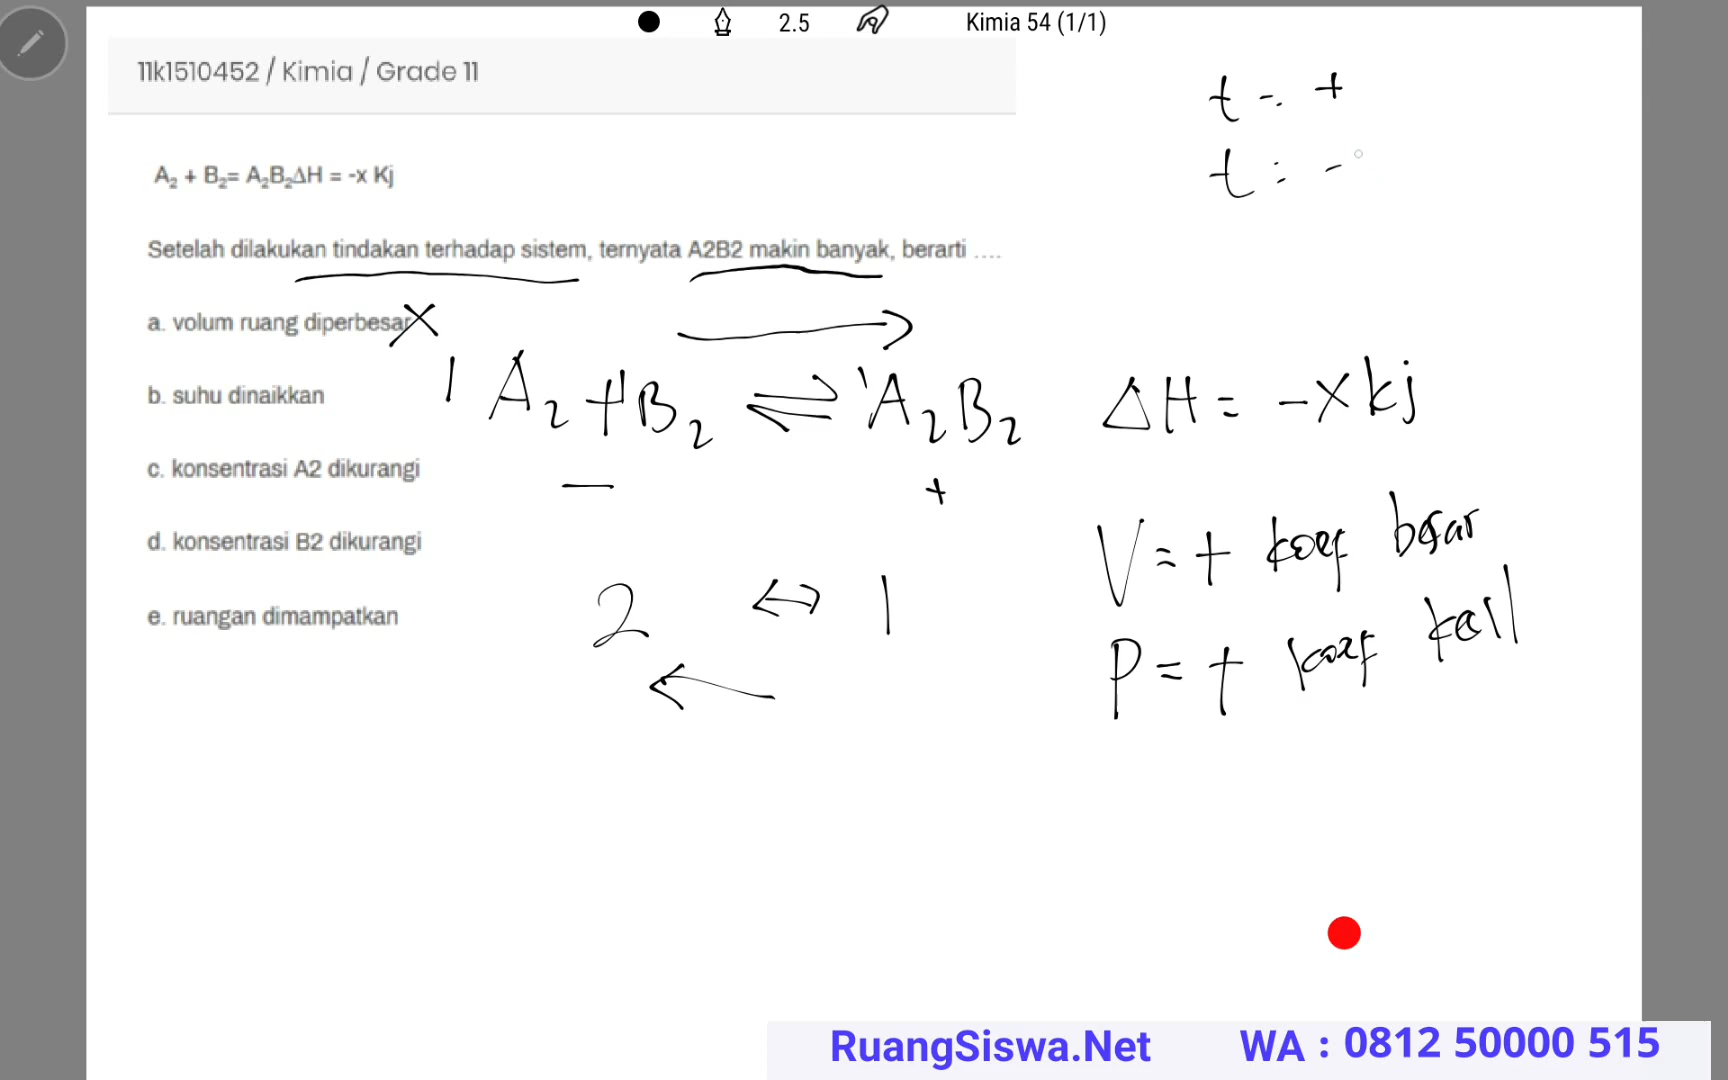 2.5 Kimia 54 (1/1)
11k1510452 / Kimia / Grade 11
t = +
t = -
A₂ + B₂= A₂B₂ΔH = -x Kj
Setelah dilakukan tindakan terhadap sistem, ternyata A2B2 makin banyak, berarti ....
a. volum ruang diperbesar X
1 A₂ + 1 B₂ ⇌ 1 A₂B₂ ΔH = -x kj
b. suhu dinaikkan
c. konsentrasi A2 dikurangi
- +
V = + koef besar
d. konsentrasi B2 dikurangi
2 ↔ 1
e. ruangan dimampatkan
P = + koef kecil
RuangSiswa.Net WA : 0812 50000 515